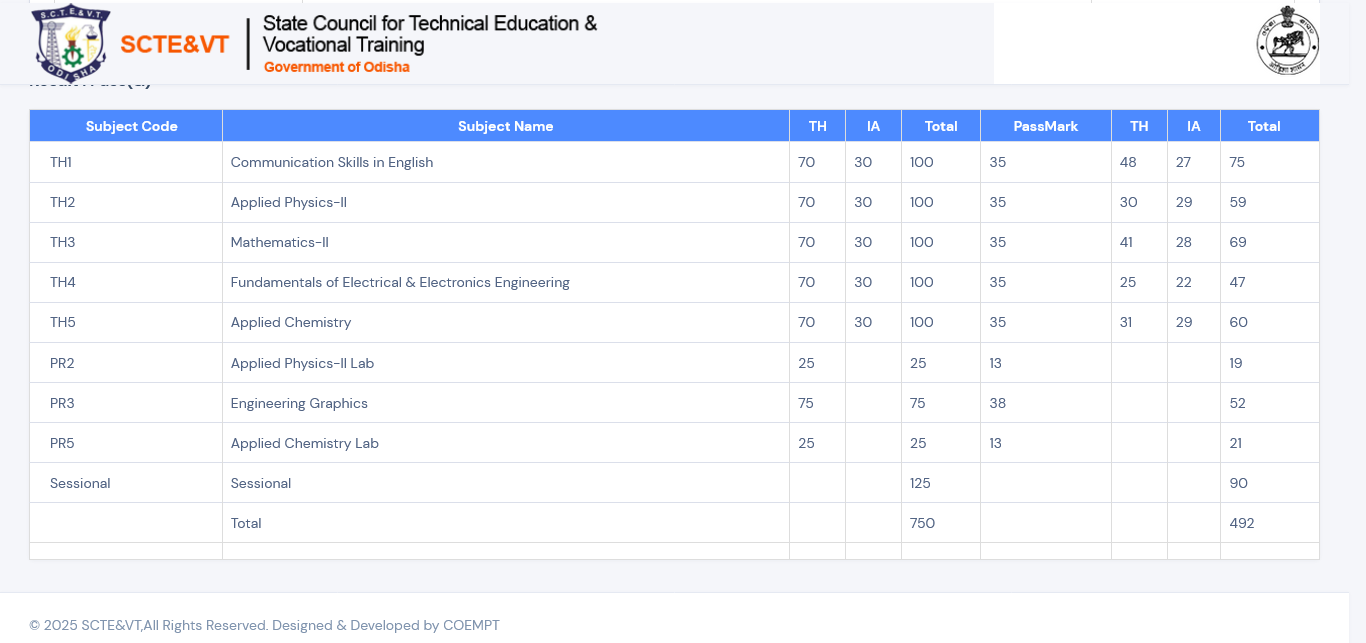 S.C.T.E.&V.T.
ODISHA
SCTE&VT
State Council for Technical Education &
Vocational Training
Government of Odisha
Subject Code Subject Name TH IA Total PassMark TH IA Total
TH1 Communication Skills in English 70 30 100 35 48 27 75
TH2 Applied Physics-II 70 30 100 35 30 29 59
TH3 Mathematics-II 70 30 100 35 41 28 69
TH4 Fundamentals of Electrical & Electronics Engineering 70 30 100 35 25 22 47
TH5 Applied Chemistry 70 30 100 35 31 29 60
PR2 Applied Physics-II Lab 25 25 13 19
PR3 Engineering Graphics 75 75 38 52
PR5 Applied Chemistry Lab 25 25 13 21
Sessional Sessional 125 90
Total 750 492
© 2025 SCTE&VT,All Rights Reserved. Designed & Developed by COEMPT